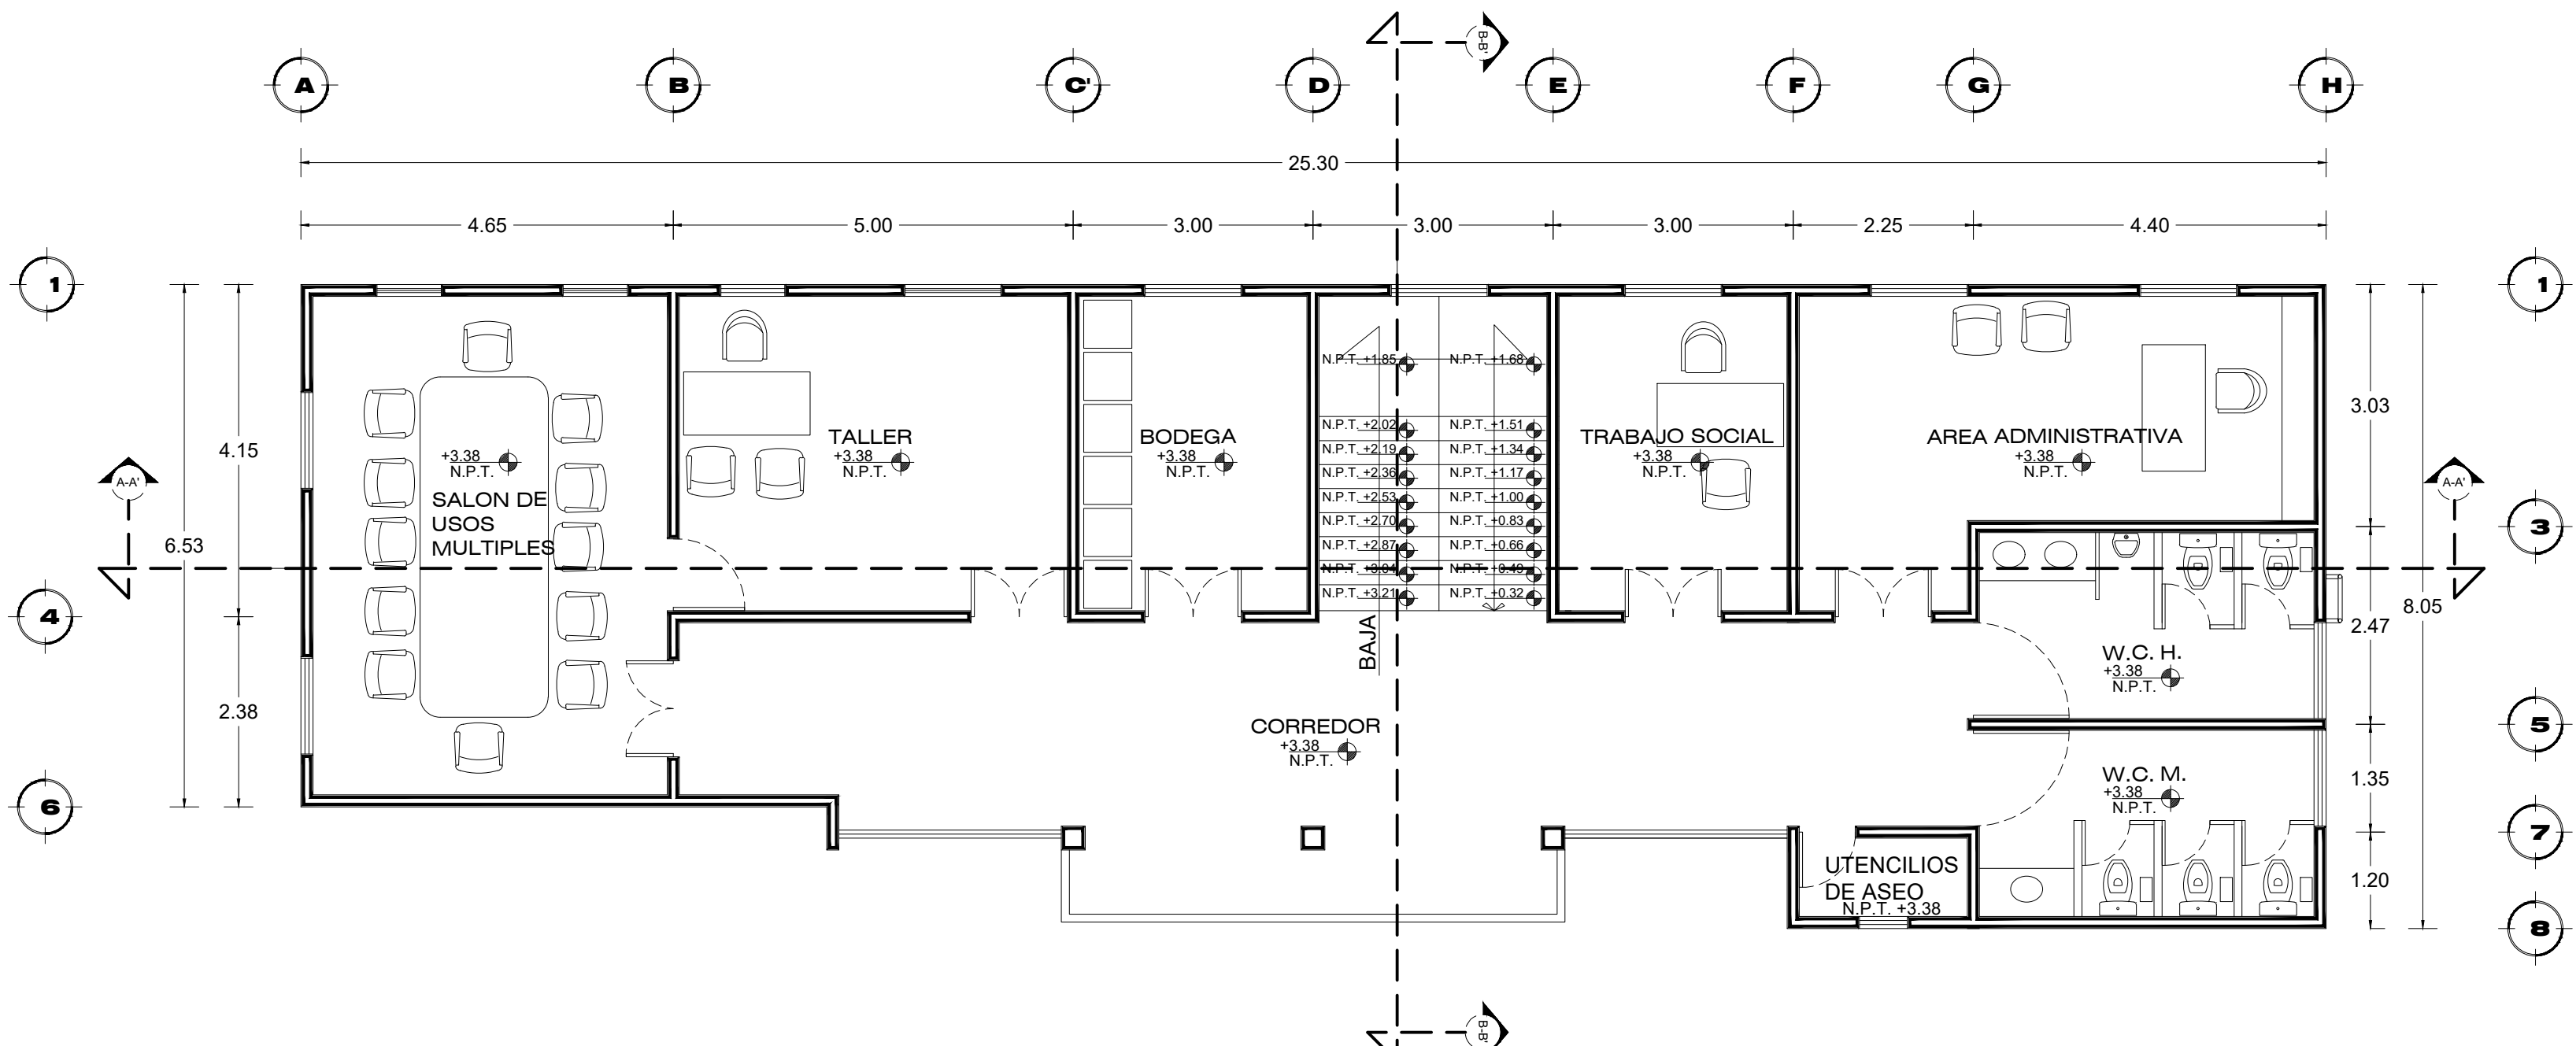 B-B'
A B C' D E F G H
25.30
4.65 5.00 3.00 3.00 3.00 2.25 4.40
1 1
N.P.T. +1.85 N.P.T. +1.68
3.03
N.P.T. +2.02 N.P.T. +1.51
TALLER BODEGA TRABAJO SOCIAL AREA ADMINISTRATIVA
4.15
+3.38 +3.38 +3.38 +3.38 +3.38
N.P.T. N.P.T. N.P.T. N.P.T. N.P.T.
N.P.T. +2.19 N.P.T. +1.34
N.P.T. +2.36 N.P.T. +1.17
A-A' A-A'
SALON DE
USOS
MULTIPLES
N.P.T. +2.53 N.P.T. +1.00
N.P.T. +2.70 N.P.T. +0.83
3
6.53
N.P.T. +2.87 N.P.T. +0.66
N.P.T. +3.04 N.P.T. +0.49
N.P.T. +3.21 N.P.T. +0.32
8.05
4
2.47
BAJA
W.C. H.
+3.38
N.P.T.
2.38
CORREDOR
+3.38
N.P.T.
5
W.C. M.
+3.38
N.P.T.
1.35
6
7
UTENCILIOS
DE ASEO
N.P.T. +3.38
1.20
8
B-B'